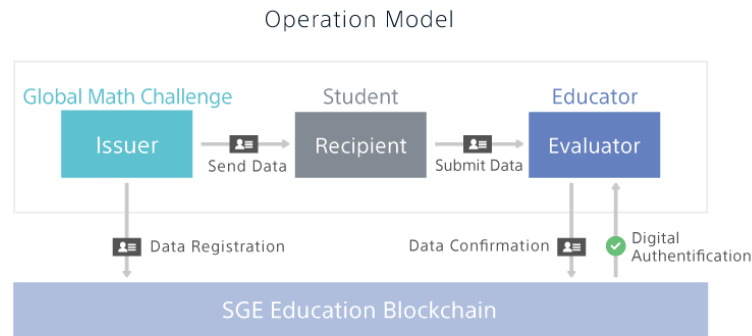 Operation Model
Global Math Challenge
Student
Educator
Issuer
Send Data
Recipient
Submit Data
Evaluator
Data Registration
Data Confirmation
Digital
Authentification
SGE Education Blockchain